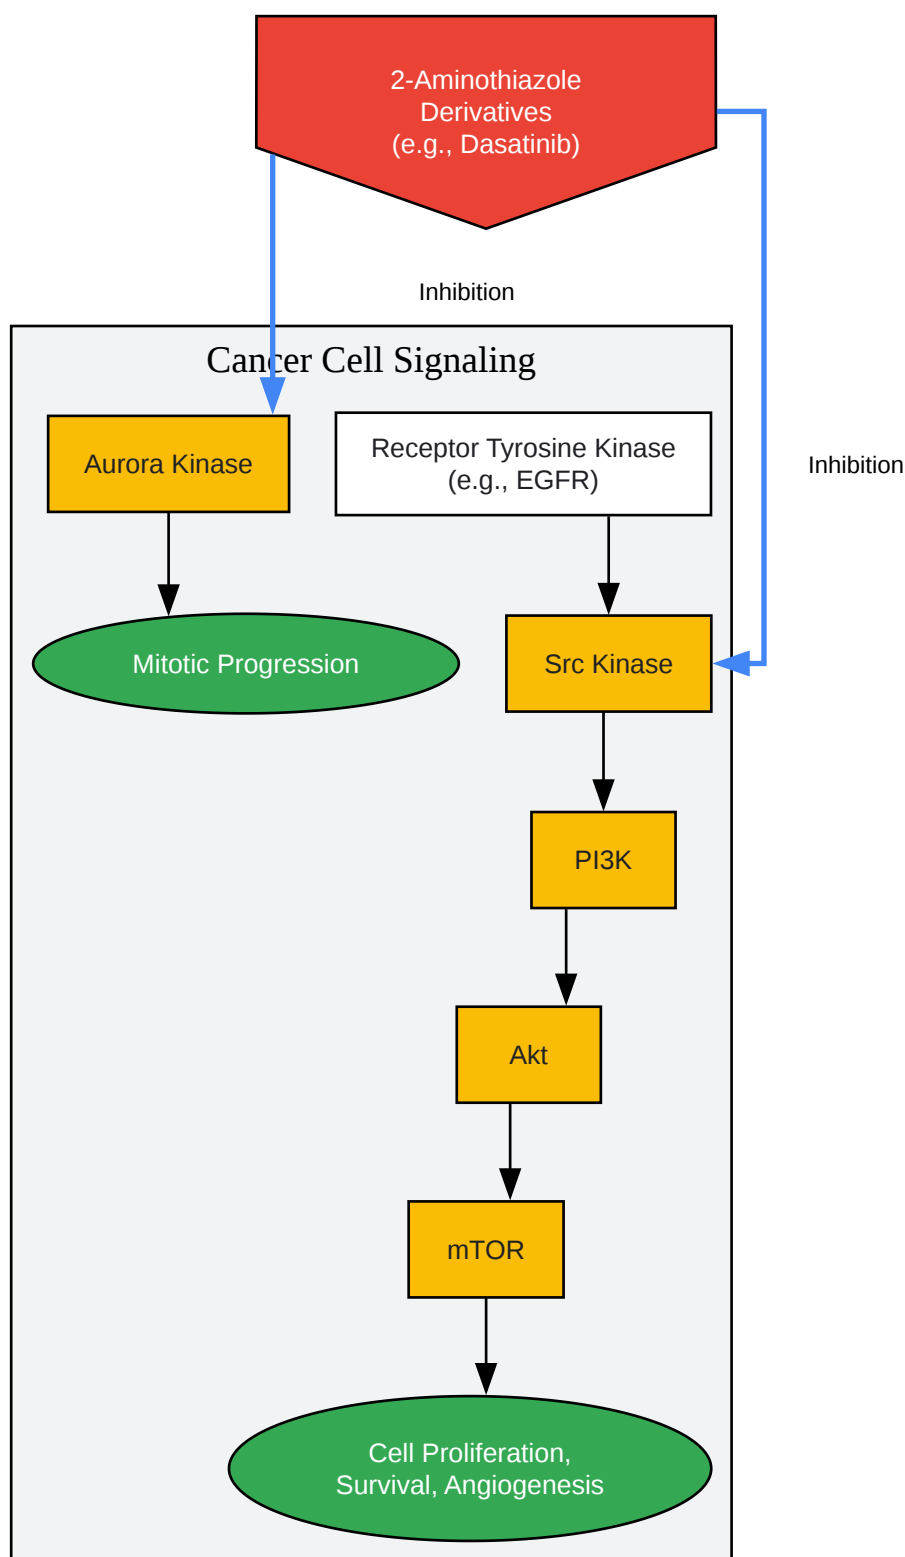 2-Aminothiazole
Derivatives
(e.g., Dasatinib)
Inhibition
Cancer Cell Signaling
Aurora Kinase
Receptor Tyrosine Kinase
(e.g., EGFR)
Inhibition
Mitotic Progression
Src Kinase
PI3K
Akt
mTOR
Cell Proliferation,
Survival, Angiogenesis